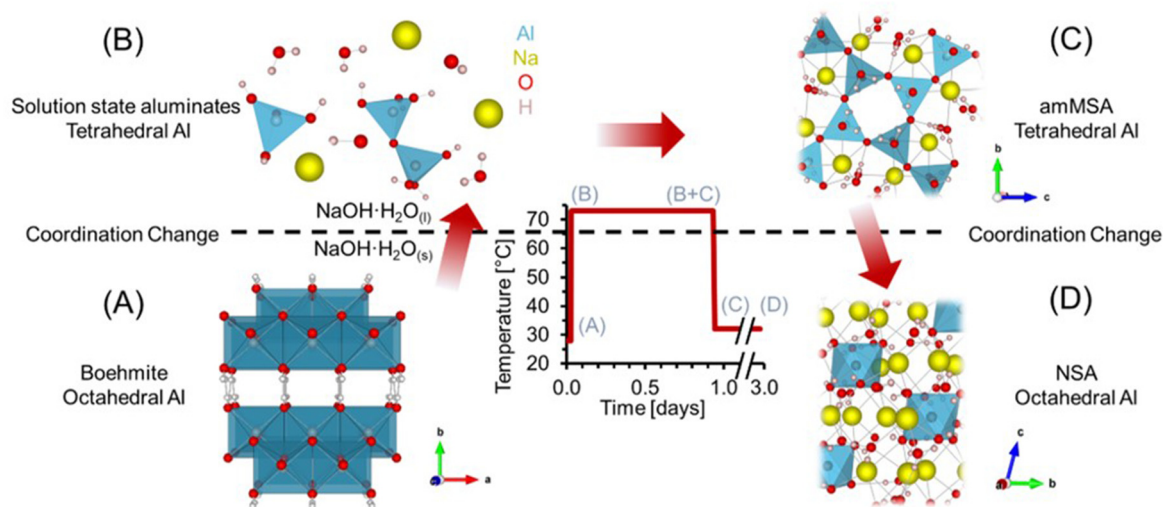 (B)
Solution state aluminates
Tetrahedral Al
Al
Na
O
H
(C)
amMSA
Tetrahedral Al
b
c
NaOH·H₂O(l)
Coordination Change
NaOH·H₂O(s)
Coordination Change
(A)
Boehmite
Octahedral Al
b
a
Temperature [°C]
70
60
50
40
30
20
(B)
(B+C)
(A)
(C)
(D)
0.0
0.5
1.0
3.0
Time [days]
(D)
NSA
Octahedral Al
c
a
b